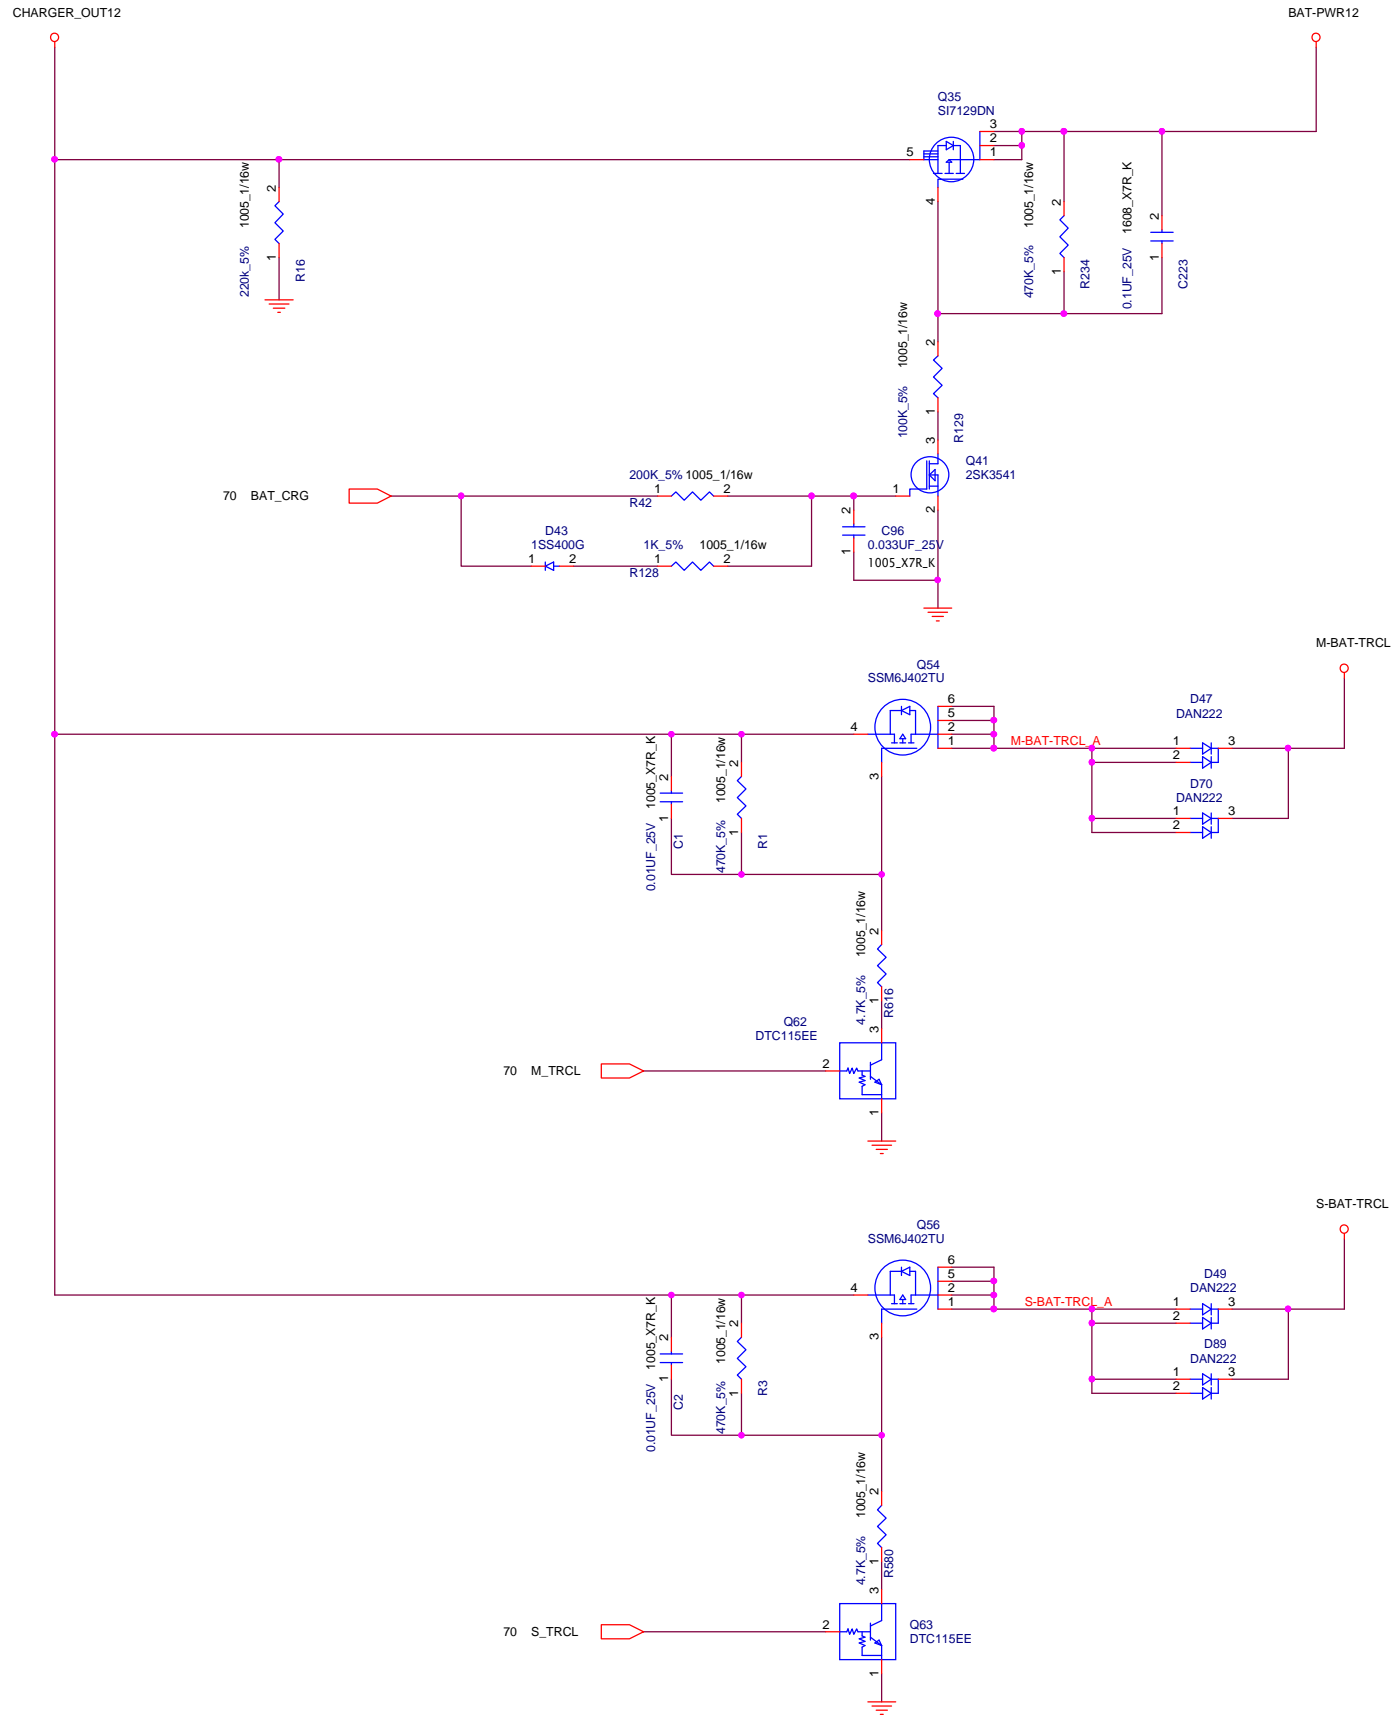 CHARGER_OUT12
BAT-PWR12
Q35
SI7129DN
3
2
1
5
4
2
1005_1/16w
1
220k_5%
R16
2
1005_1/16w
1
470K_5%
R234
2
1608_X7R_K
1
0.1UF_25V
C223
2
1005_1/16w
1
100K_5%
R129
3
Q41
2SK3541
1
2
70 BAT_CRG
200K_5% 1005_1/16w
1 2
R42
D43
1SS400G
1 2
1K_5% 1005_1/16w
1 2
R128
2
1
C96
0.033UF_25V
1005_X7R_K
M-BAT-TRCL
Q54
SSM6J402TU
4
6
5
2
1
3
M-BAT-TRCL_A
D47
DAN222
1 3
2
D70
DAN222
1 3
2
2
1005_X7R_K
1
0.01UF_25V
C1
2
1005_1/16w
1
470K_5%
R1
2
1005_1/16w
1
4.7K_5%
R616
Q62
DTC115EE
3
2
1
70 M_TRCL
S-BAT-TRCL
Q56
SSM6J402TU
4
6
5
2
1
3
S-BAT-TRCL_A
D49
DAN222
1 3
2
D89
DAN222
1 3
2
2
1005_X7R_K
1
0.01UF_25V
C2
2
1005_1/16w
1
470K_5%
R3
2
1005_1/16w
1
4.7K_5%
R580
3
2
1
Q63
DTC115EE
70 S_TRCL